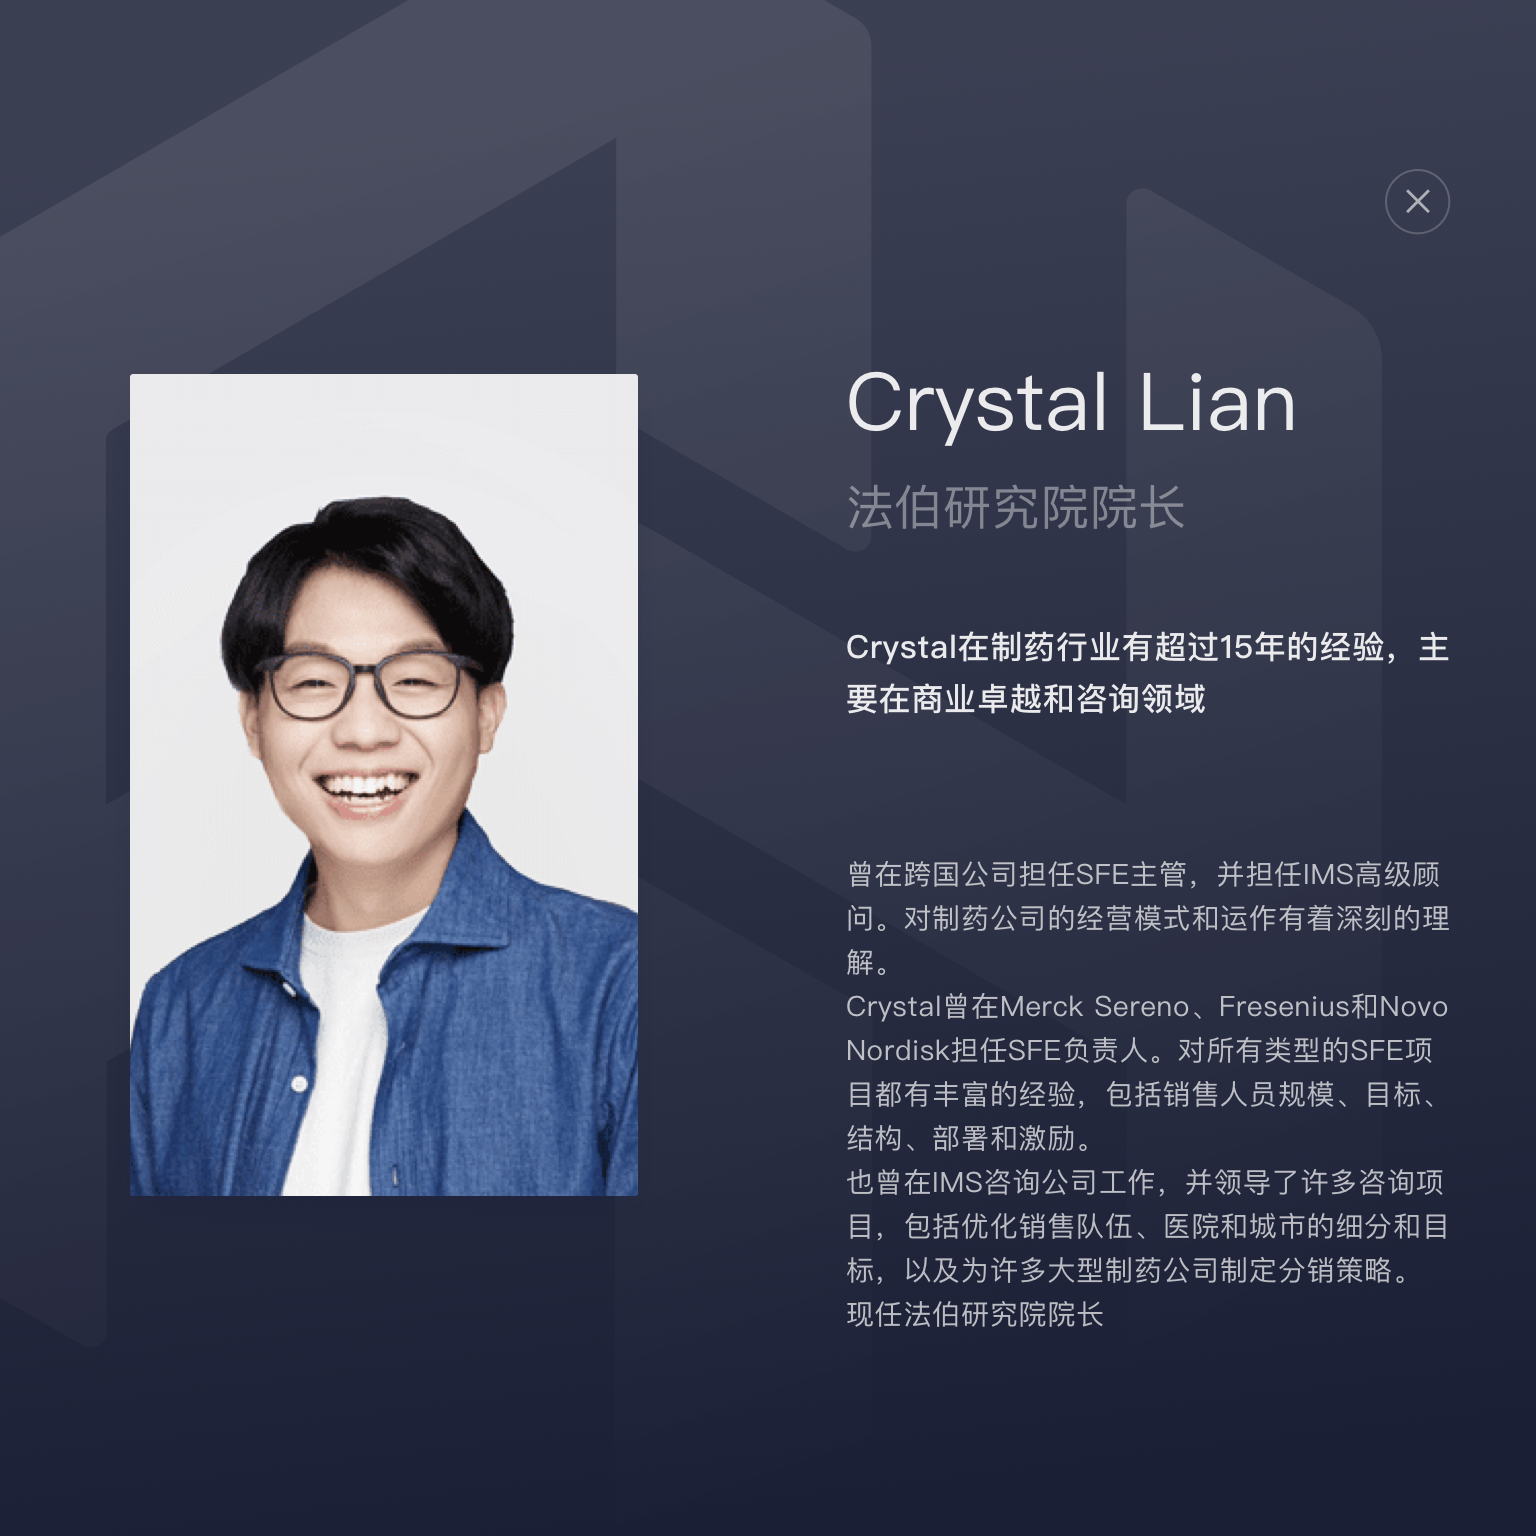 Crystal Lian
法伯研究院院长
Crystal在制药行业有超过15年的经验，主
要在商业卓越和咨询领域
曾在跨国公司担任SFE主管，并担任IMS高级顾
问。对制药公司的经营模式和运作有着深刻的理
解。
Crystal曾在Merck Sereno、Fresenius和Novo
Nordisk担任SFE负责人。对所有类型的SFE项
目都有丰富的经验，包括销售人员规模、目标、
结构、部署和激励。
也曾在IMS咨询公司工作，并领导了许多咨询项
目，包括优化销售队伍、医院和城市的细分和目
标，以及为许多大型制药公司制定分销策略。
现任法伯研究院院长